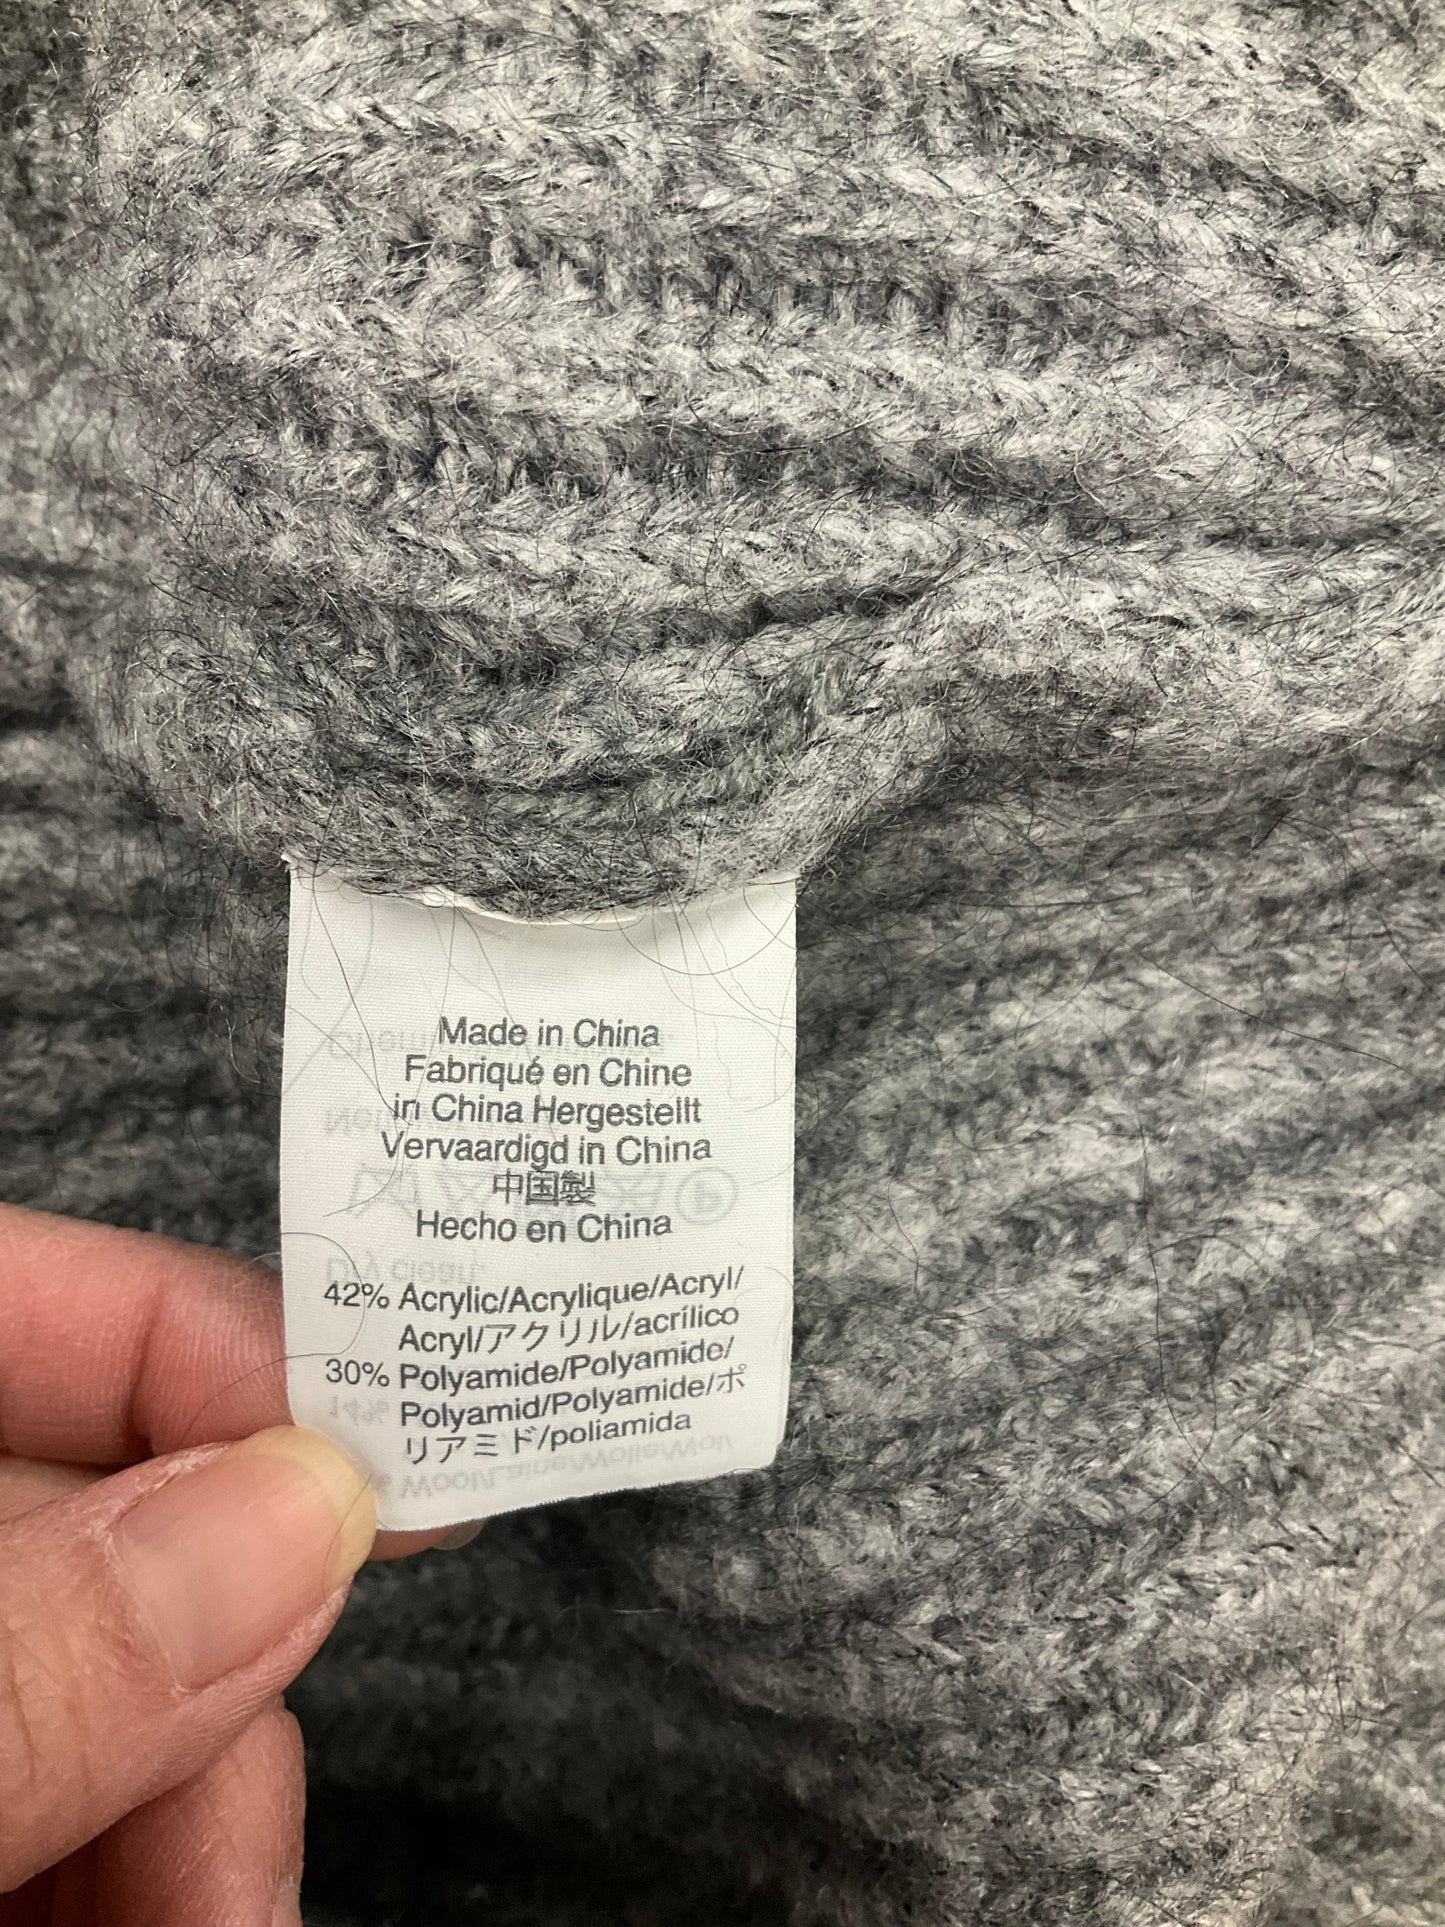 Made in China
Fabriqué en Chine
in China Hergestellt
Vervaardigd in China
中国製
Hecho en China
42% Acrylic/Acrylique/Acryl/
Acryl/アクリル/acrílico
30% Polyamide/Polyamide/
Polyamid/Polyamide/ポ
リアミド/poliamida